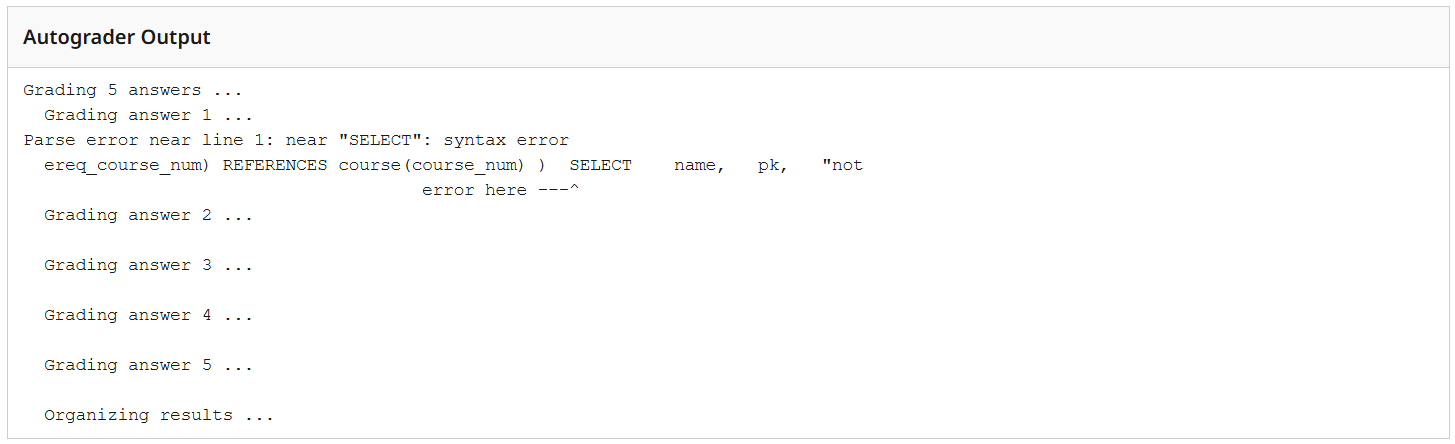 Autograder Output
Grading 5 answers ...
Grading answer 1 ...
Parse error near line 1: near "SELECT": syntax error
ereq_course_num) REFERENCES course(course_num) )  SELECT    name,   pk,   "not
error here ---^
Grading answer 2 ...
Grading answer 3 ...
Grading answer 4 ...
Grading answer 5 ...
Organizing results ...